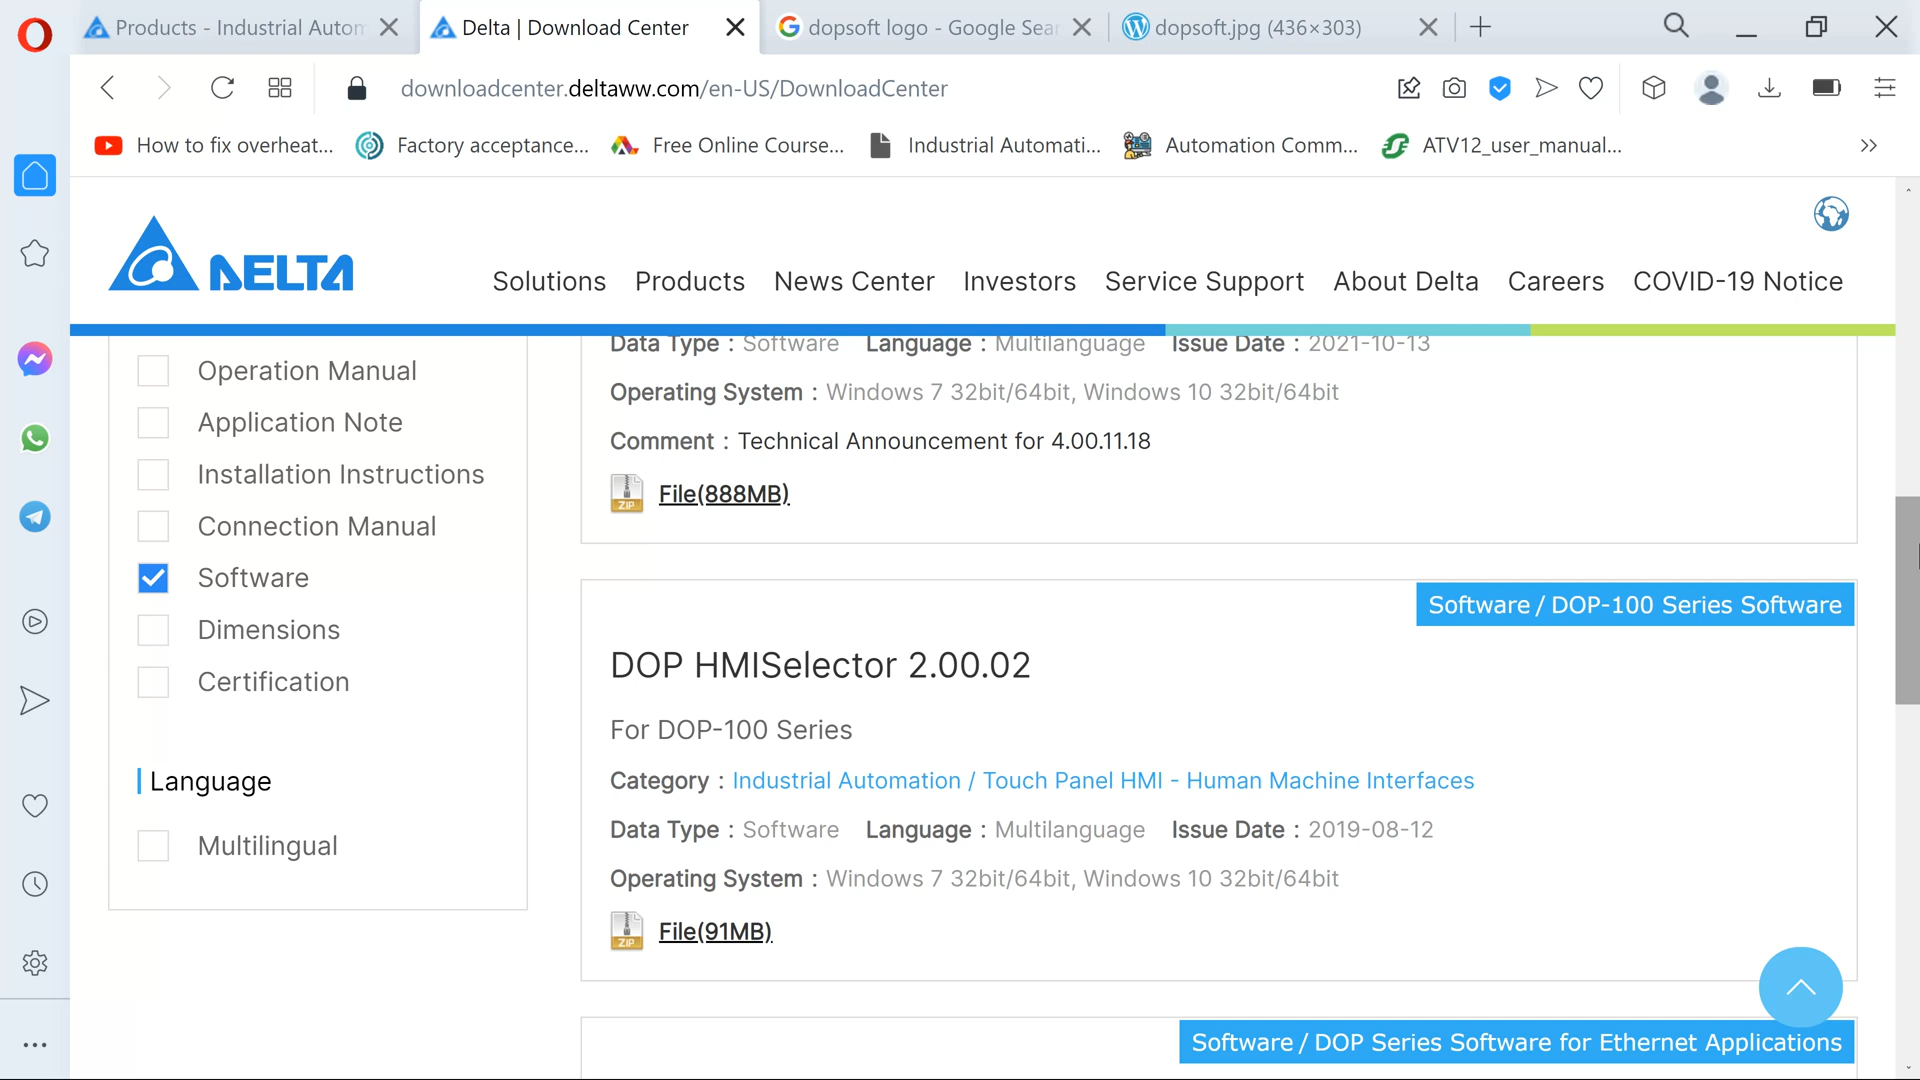 Products - Industrial Autom
Delta | Download Center
dopsoft logo - Google Sear
dopsoft.jpg (436×303)
downloadcenter.deltaww.com/en-US/DownloadCenter
How to fix overheat...
Factory acceptance...
Free Online Course...
Industrial Automati...
Automation Comm...
ATV12_user_manual...
DELTA
Solutions
Products
News Center
Investors
Service Support
About Delta
Careers
COVID-19 Notice
Operation Manual
Application Note
Installation Instructions
Connection Manual
Software
Dimensions
Certification
Language
Multilingual
Data Type : Software Language : Multilanguage Issue Date : 2021-10-13
Operating System : Windows 7 32bit/64bit, Windows 10 32bit/64bit
Comment : Technical Announcement for 4.00.11.18
ZIP File(888MB)
Software / DOP-100 Series Software
DOP HMISelector 2.00.02
For DOP-100 Series
Category : Industrial Automation / Touch Panel HMI - Human Machine Interfaces
Data Type : Software Language : Multilanguage Issue Date : 2019-08-12
Operating System : Windows 7 32bit/64bit, Windows 10 32bit/64bit
ZIP File(91MB)
Software / DOP Series Software for Ethernet Applications